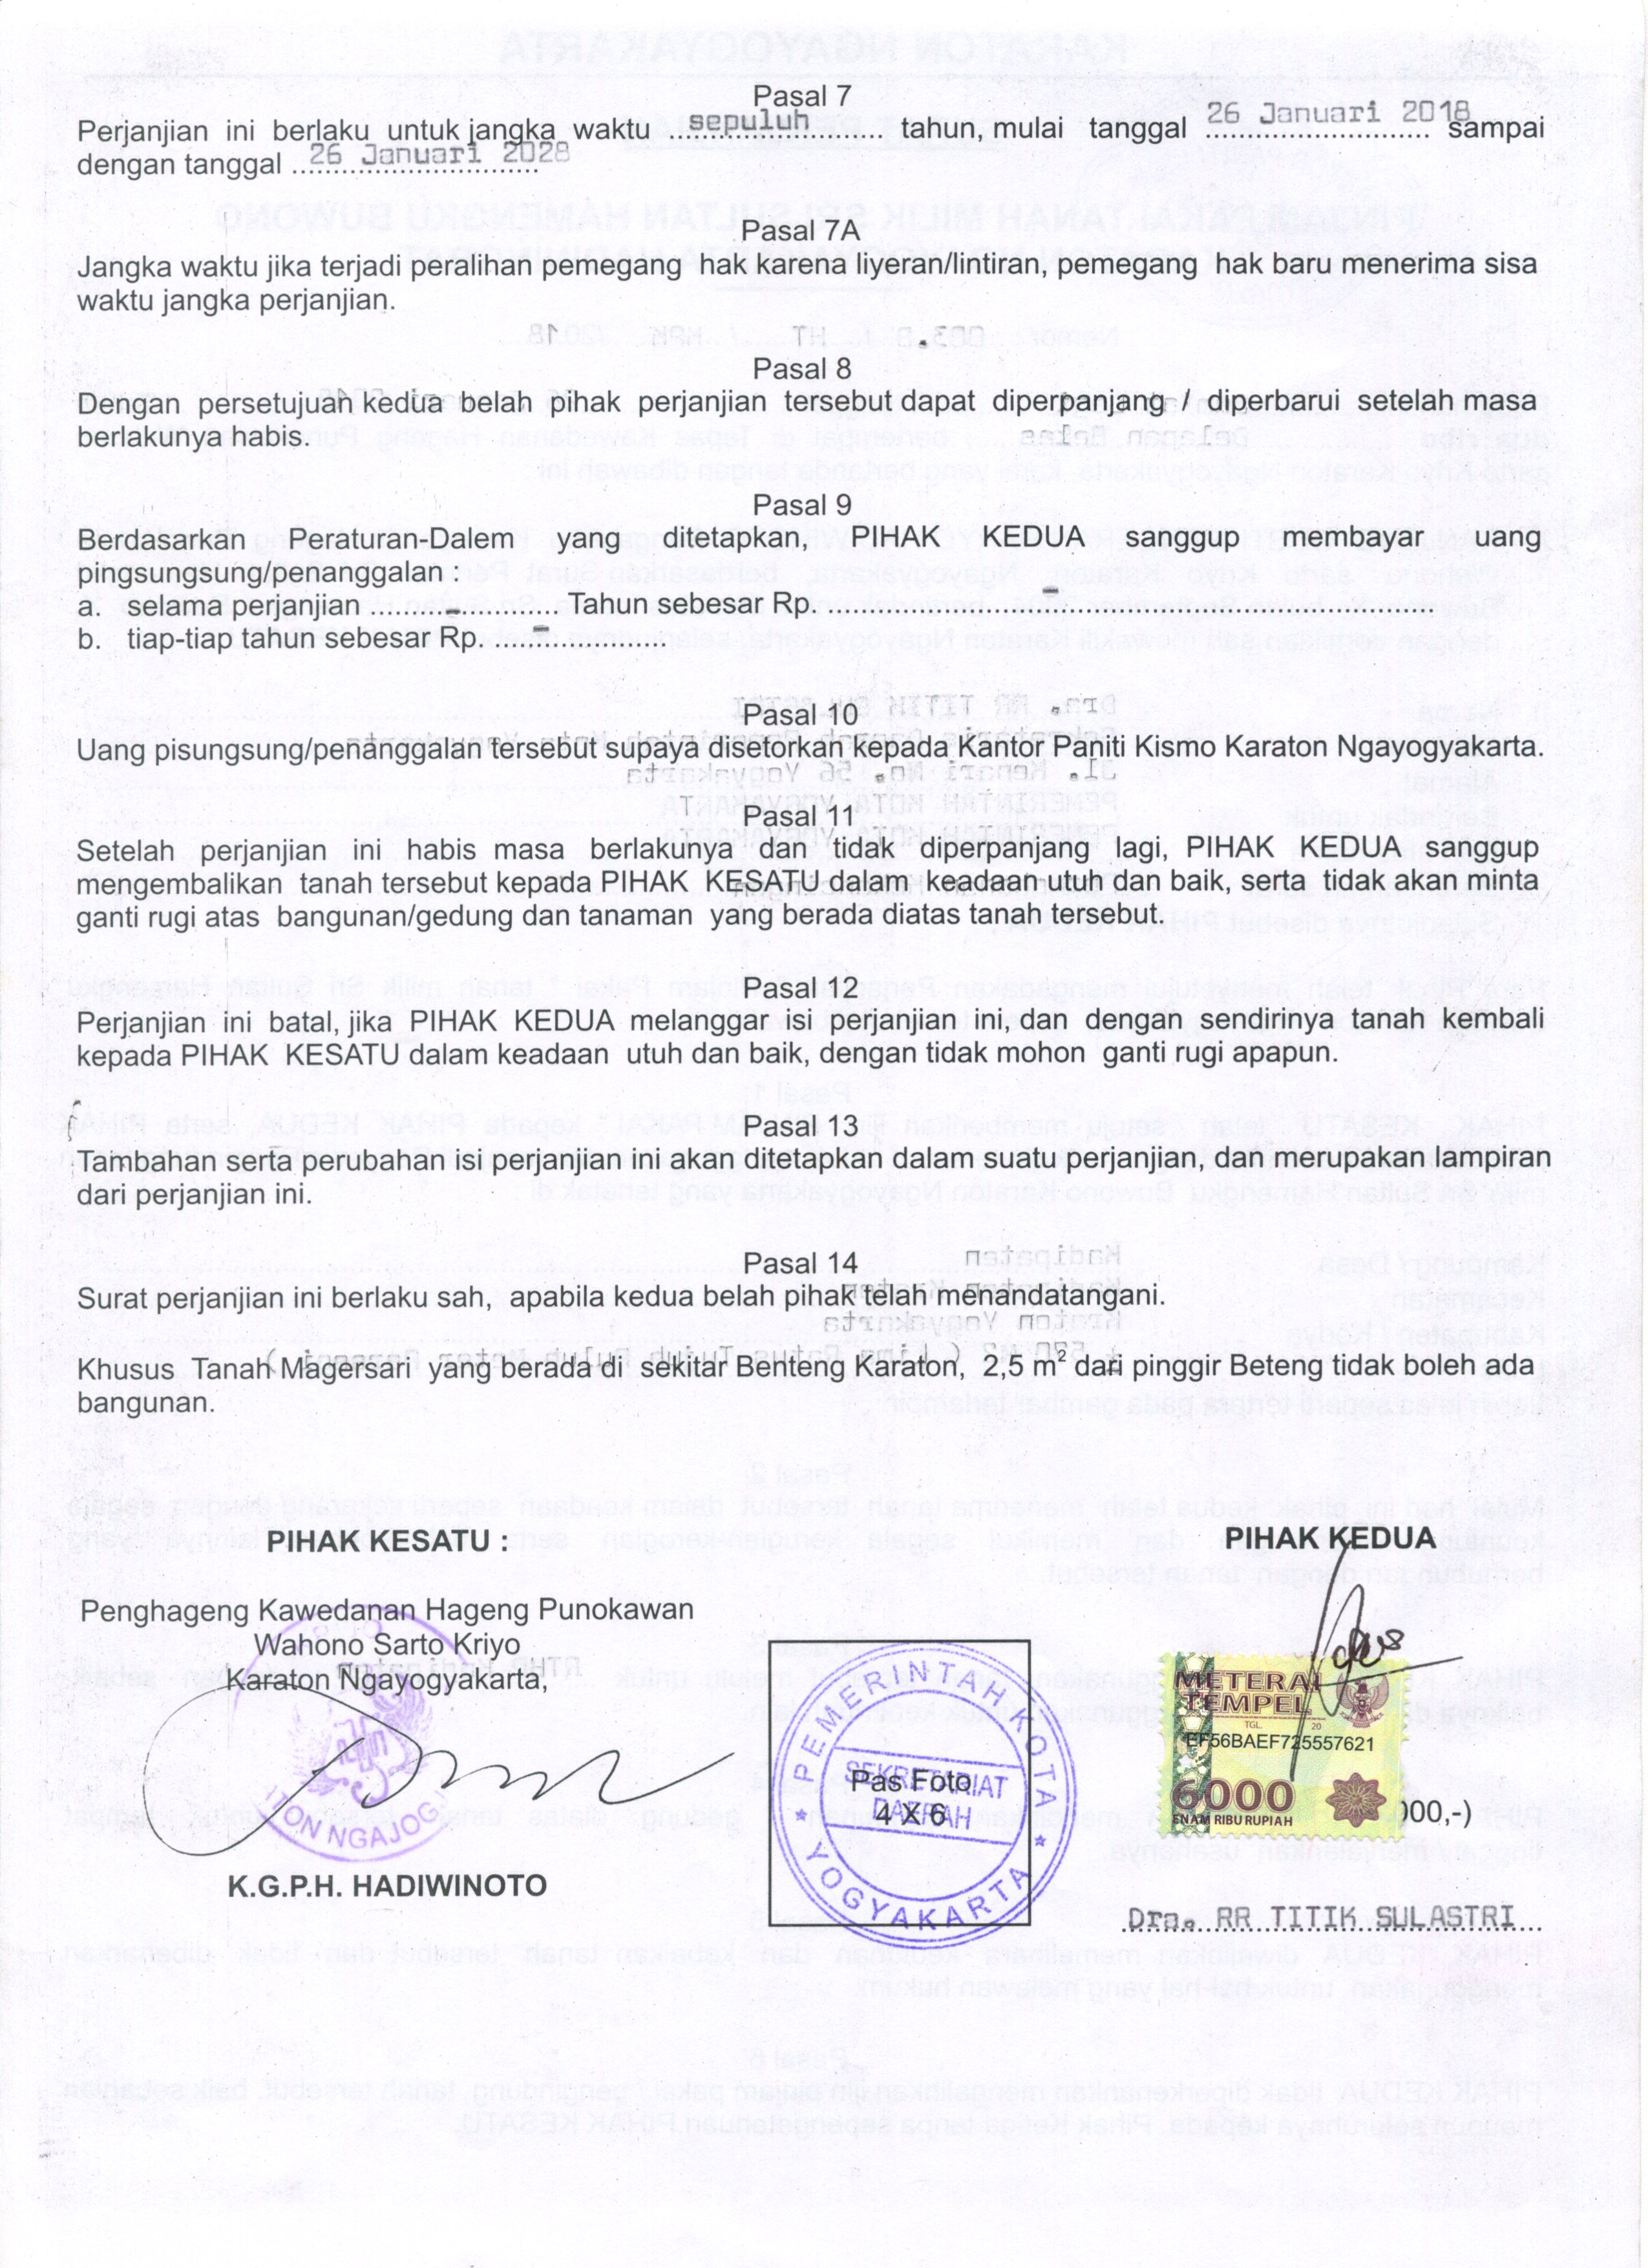 Pasal 7
Perjanjian ini berlaku untuk jangka waktu ...sepuluh......... tahun, mulai tanggal 26 Januari 2018 sampai
dengan tanggal 26 Januari 2028
Pasal 7A
Jangka waktu jika terjadi peralihan pemegang hak karena liyeran/lintiran, pemegang hak baru menerima sisa
waktu jangka perjanjian.
Pasal 8
Dengan persetujuan kedua belah pihak perjanjian tersebut dapat diperpanjang / diperbarui setelah masa
berlakunya habis.
Pasal 9
Berdasarkan Peraturan-Dalem yang ditetapkan, PIHAK KEDUA sanggup membayar uang
pingsungsung/penanggalan :
a. selama perjanjian .........-............ Tahun sebesar Rp. ............................-............................
b. tiap-tiap tahun sebesar Rp. .....-...............
Pasal 10
Uang pisungsung/penanggalan tersebut supaya disetorkan kepada Kantor Paniti Kismo Karaton Ngayogyakarta.
Pasal 11
Setelah perjanjian ini habis masa berlakunya dan tidak diperpanjang lagi, PIHAK KEDUA sanggup
mengembalikan tanah tersebut kepada PIHAK KESATU dalam keadaan utuh dan baik, serta tidak akan minta
ganti rugi atas bangunan/gedung dan tanaman yang berada diatas tanah tersebut.
Pasal 12
Perjanjian ini batal, jika PIHAK KEDUA melanggar isi perjanjian ini, dan dengan sendirinya tanah kembali
kepada PIHAK KESATU dalam keadaan utuh dan baik, dengan tidak mohon ganti rugi apapun.
Pasal 13
Tambahan serta perubahan isi perjanjian ini akan ditetapkan dalam suatu perjanjian, dan merupakan lampiran
dari perjanjian ini.
Pasal 14
Surat perjanjian ini berlaku sah, apabila kedua belah pihak telah menandatangani.
Khusus Tanah Magersari yang berada di sekitar Benteng Karaton, 2,5 m² dari pinggir Beteng tidak boleh ada
bangunan.
PIHAK KESATU :
PIHAK KEDUA
Penghageng Kawedanan Hageng Punokawan
Wahono Sarto Kriyo
Karaton Ngayogyakarta,
TON NGAJOG
K.G.P.H. HADIWINOTO
PEMERINTAH KOTA
SEKRETARIAT
DAERAH
YOGYAKARTA
Pas Foto
4 X 6
METERAI
TEMPEL
TGL. 20
EF56BAEF725557621
6000
ENAM RIBU RUPIAH
000,-)
Dra. RR TITIK SULASTRI